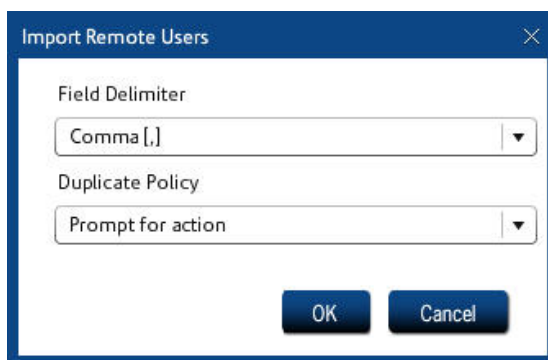 Import Remote Users
Field Delimiter
Comma [,]
Duplicate Policy
Prompt for action
OK Cancel